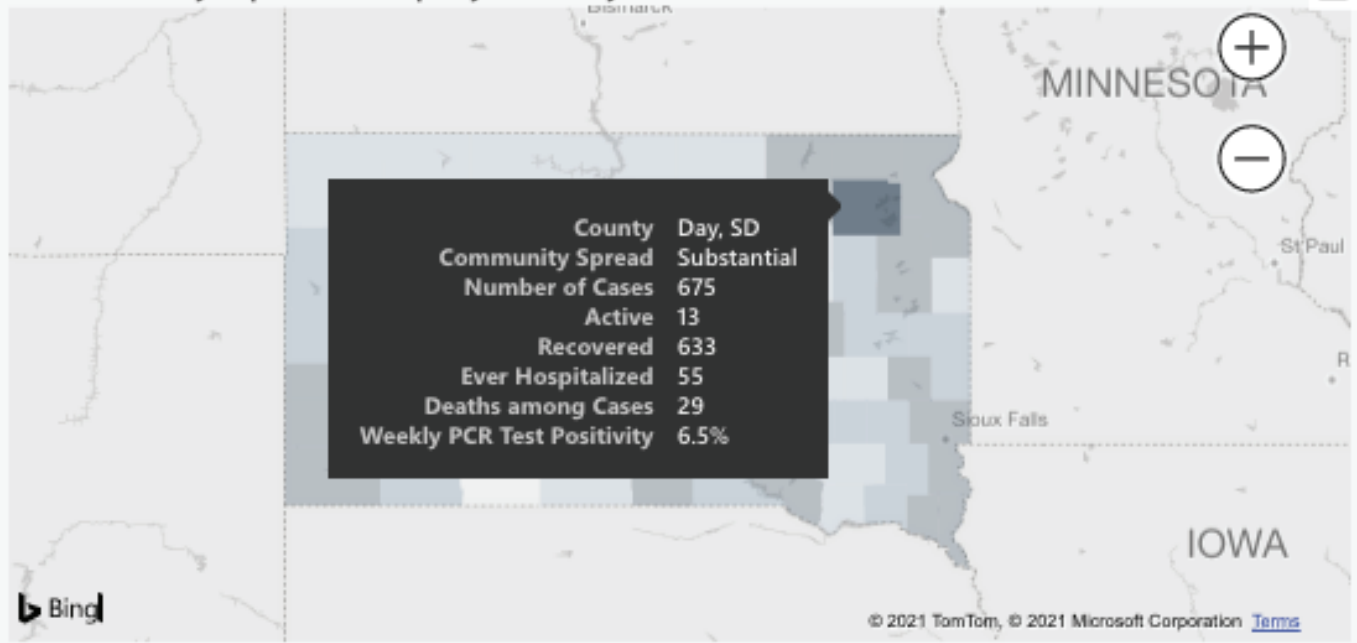 Bismarck
MINNESOTA
County Day, SD
Community Spread Substantial
Number of Cases 675
Active 13
Recovered 633
Ever Hospitalized 55
Deaths among Cases 29
Weekly PCR Test Positivity 6.5%
St Paul
R
Sioux Falls
IOWA
Bing
© 2021 TomTom, © 2021 Microsoft Corporation Terms